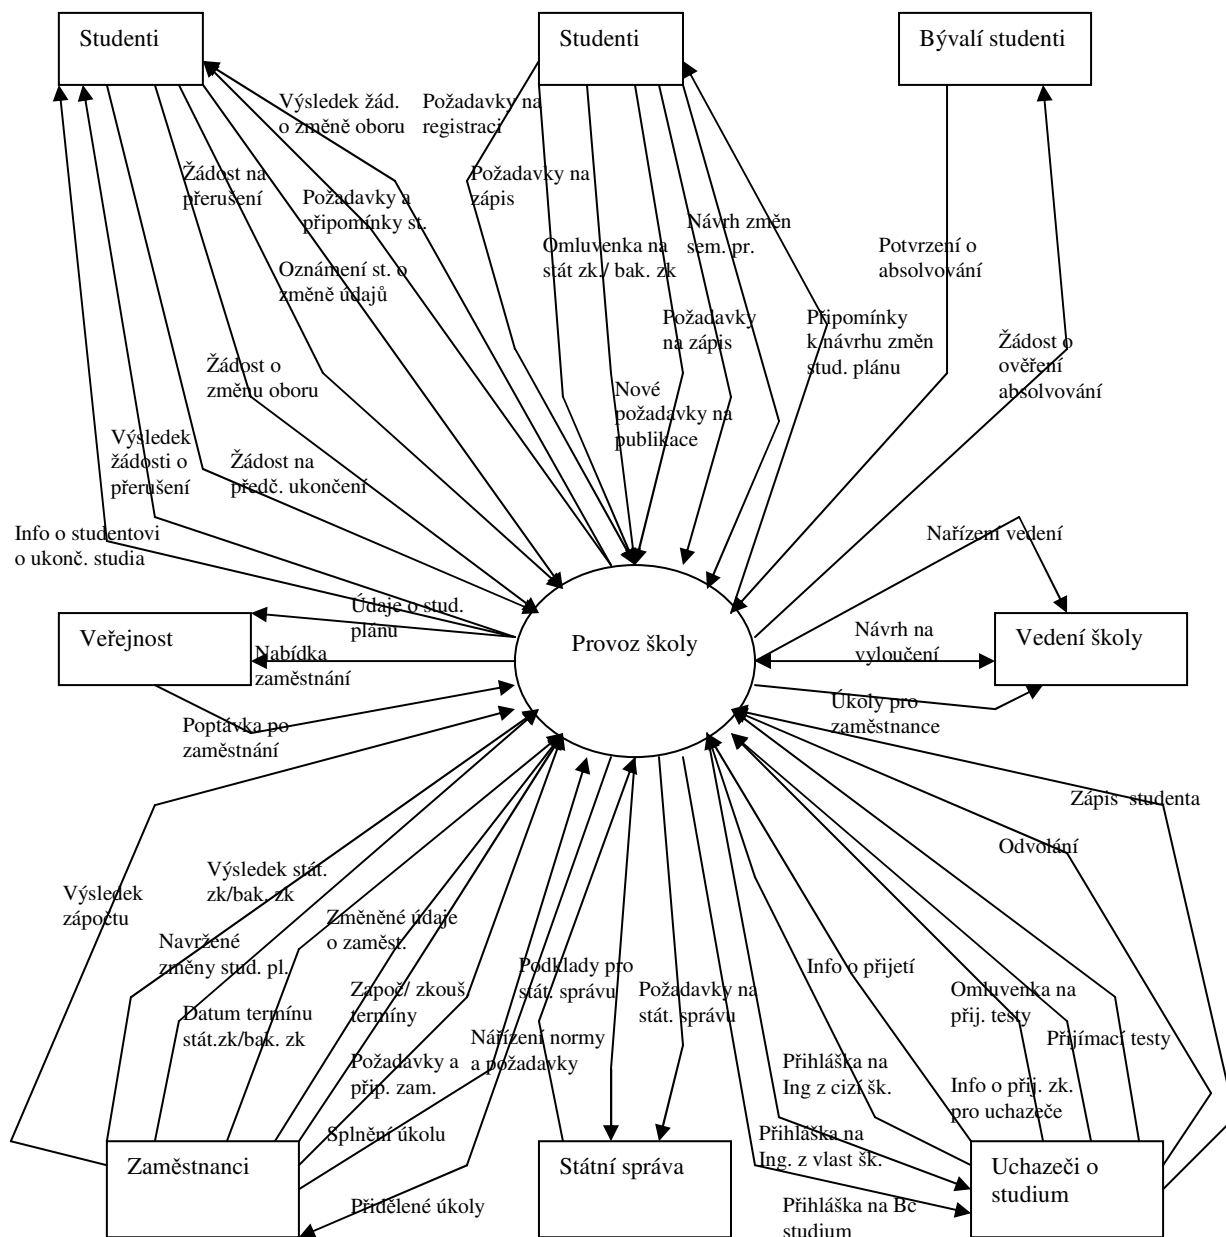 Studenti
Studenti
Bývalí studenti
Výsledek žád.
o změně oboru
Požadavky na
registraci
Žádost na
přerušení
Požadavky a
připomínky st.
Požadavky na
zápis
Omluvenka na
stát zk./ bak. zk
Návrh změn
sem. pr.
Potvrzení o
absolvování
Oznámení st. o
změně údajů
Požadavky
na zápis
Připomínky
k návrhu změn
stud. plánu
Žádost o
ověření
absolvování
Žádost o
změnu oboru
Nové
požadavky na
publikace
Výsledek
žádosti o
přerušení
Žádost na
předč. ukončení
Info o studentovi
o ukonč. studia
Nařízení vedení
Veřejnost
Údaje o stud.
plánu
Nabídka
zaměstnání
Provoz školy
Návrh na
vyloučení
Vedení školy
Poptávka po
zaměstnání
Úkoly pro
zaměstnance
Zápis studenta
Odvolání
Výsledek
zápočtu
Výsledek stát.
zk/bak. zk
Navržené
změny stud. pl.
Změněné údaje
o zaměst.
Datum termínu
stát.zk/bak. zk
Započ/ zkouš.
termíny
Podklady pro
stát. správu
Požadavky na
stát. správu
Info o přijetí
Omluvenka na
přij. testy
Přijímací testy
Požadavky a
přip. zam.
Nářízení normy
a požadavky
Přihláška na
Ing z cizí šk.
Info o přij. zk.
pro uchazeče
Splnění úkolu
Přihláška na
Ing. z vlast šk.
Zaměstnanci
Přidělené úkoly
Státní správa
Přihláška na Bc
studium
Uchazeči o
studium